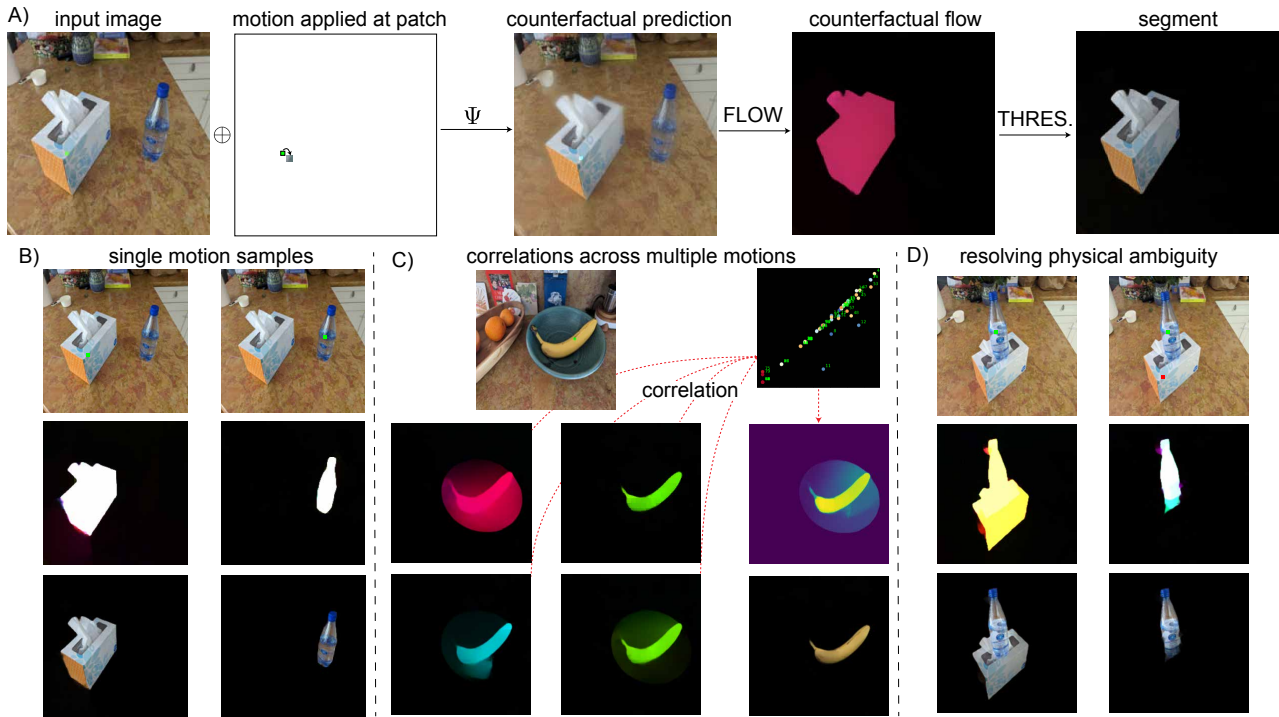 A)
input image
motion applied at patch
counterfactual prediction
counterfactual flow
segment
⊕
Ψ
FLOW
THRES.
B)
single motion samples
C)
correlations across multiple motions
D)
resolving physical ambiguity
correlation